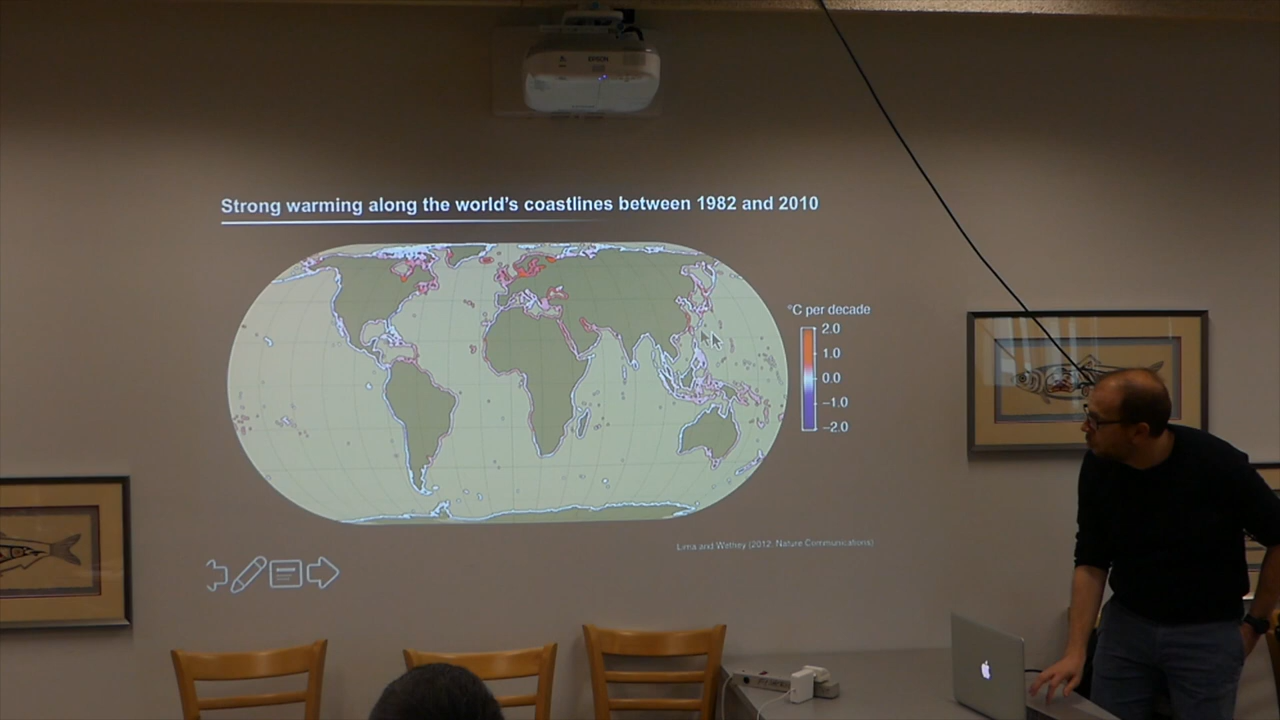 EPSON
Strong warming along the world's coastlines between 1982 and 2010
°C per decade
2.0
1.0
0.0
−1.0
−2.0
Lima and Wethey (2012; Nature Communications)